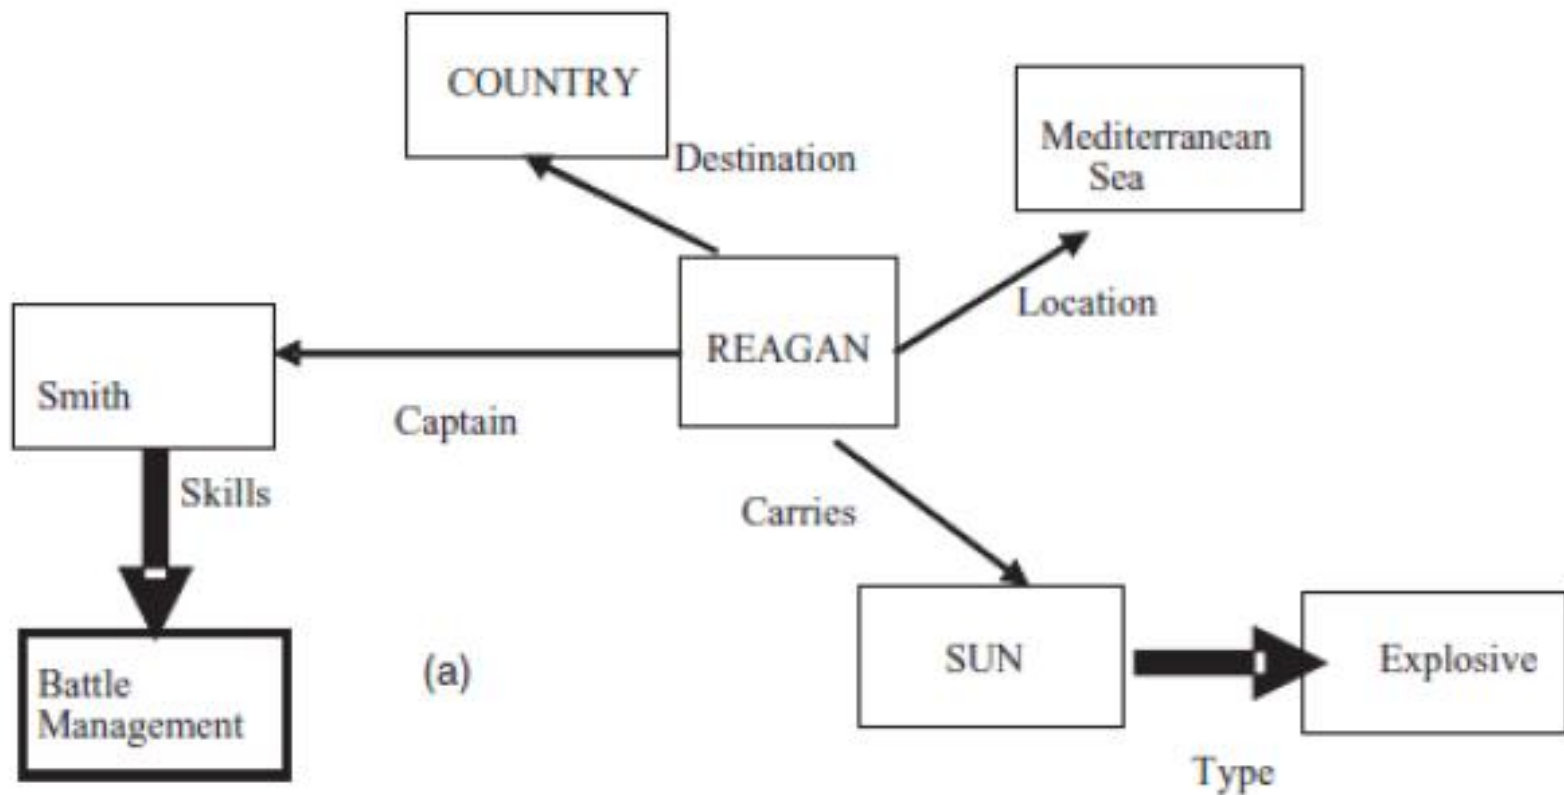 COUNTRY
Destination
Mediterranean
Sea
Location
REAGAN
Smith
Captain
Skills
Carries
SUN
Explosive
Battle
Management
(a)
Type